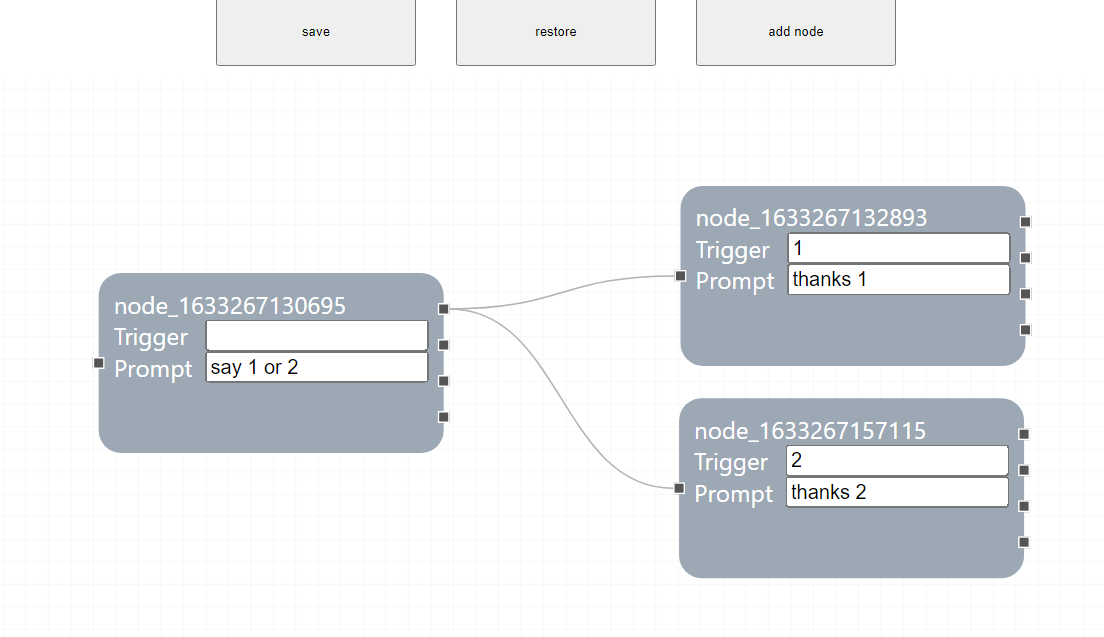 save
restore
add node
node_1633267130695
Trigger
Prompt say 1 or 2
node_1633267132893
Trigger 1
Prompt thanks 1
node_1633267157115
Trigger 2
Prompt thanks 2